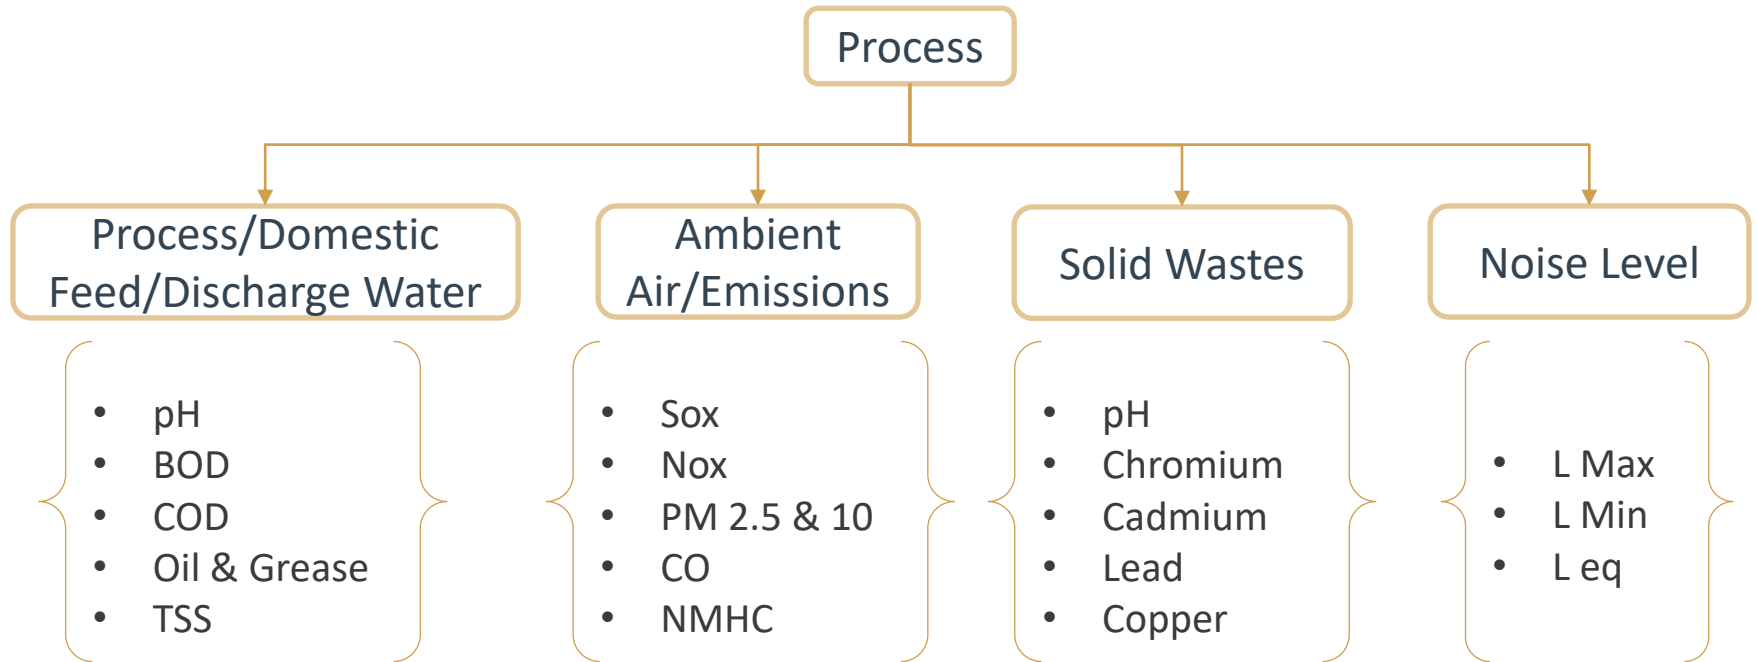 Process
Process/Domestic
Feed/Discharge Water
Ambient
Air/Emissions
Solid Wastes
Noise Level
• pH
• BOD
• COD
• Oil & Grease
• TSS
• Sox
• Nox
• PM 2.5 & 10
• CO
• NMHC
• pH
• Chromium
• Cadmium
• Lead
• Copper
• L Max
• L Min
• L eq